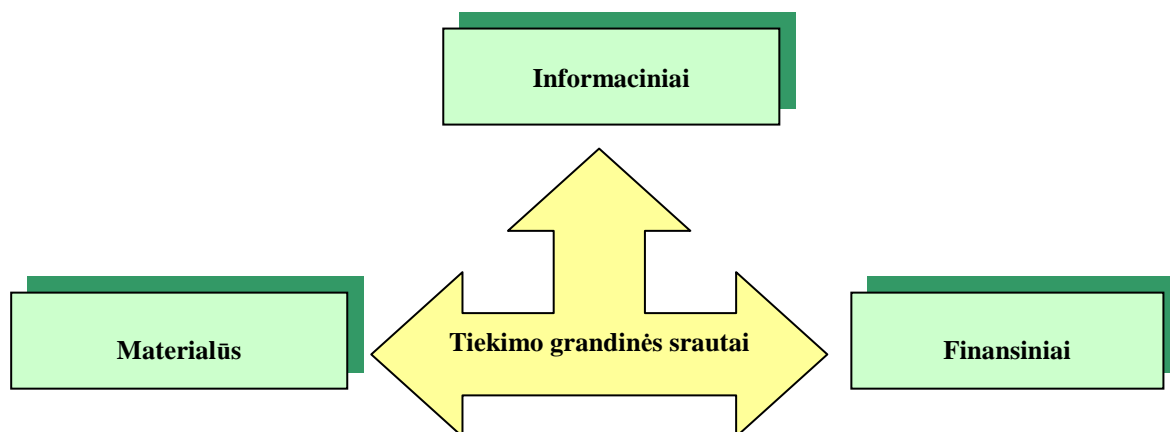 Informaciniai
Materialūs
Tiekimo grandinės srautai
Finansiniai